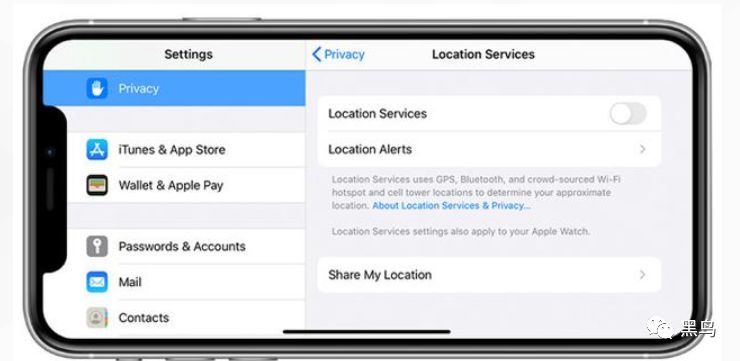 Settings
Privacy
iTunes & App Store
Wallet & Apple Pay
Passwords & Accounts
Mail
Contacts
Privacy
Location Services
Location Services
Location Alerts
Location Services uses GPS, Bluetooth, and crowd-sourced Wi-Fi
hotspot and cell tower locations to determine your approximate
location. About Location Services & Privacy...
Location Services settings also apply to your Apple Watch.
Share My Location
黑鸟